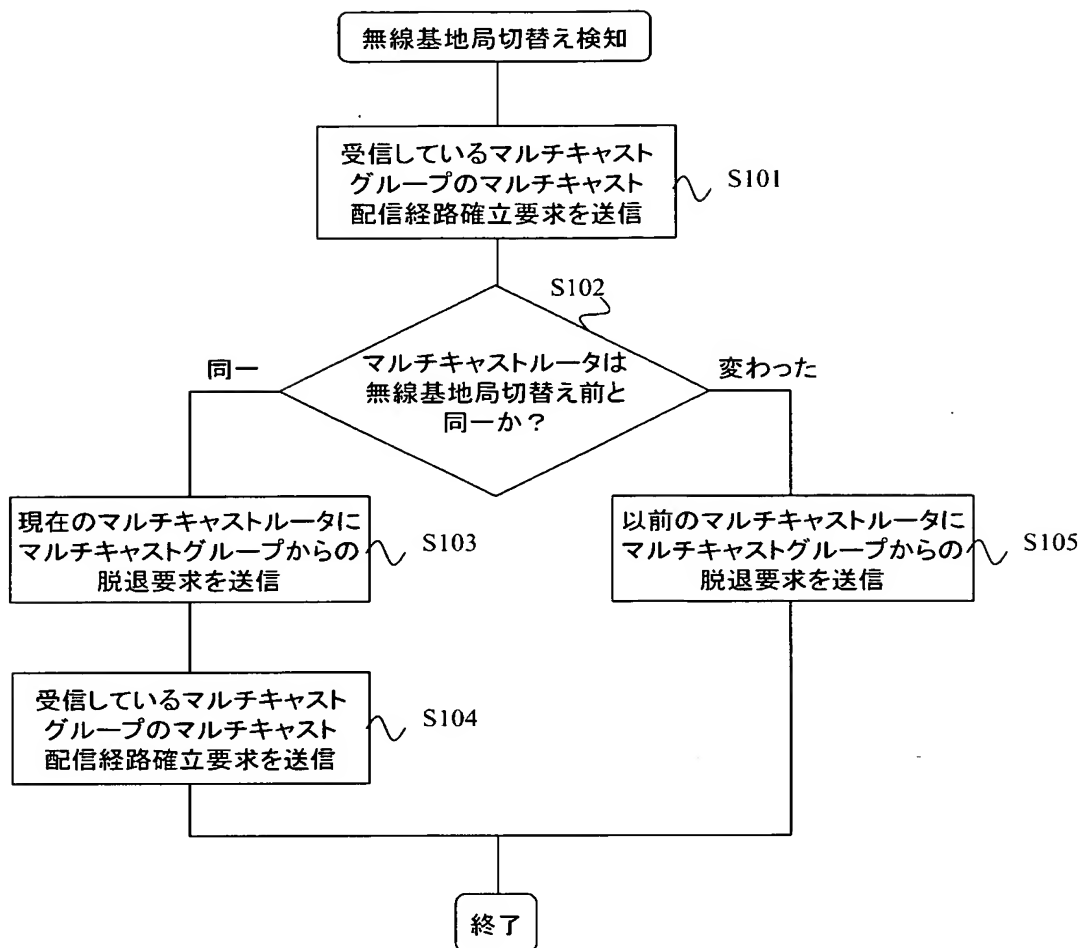 無線基地局切替え検知
受信しているマルチキャスト
グループのマルチキャスト
配信経路確立要求を送信
S101
S102
マルチキャストルータは
無線基地局切替え前と
同一か？
同一
変わった
現在のマルチキャストルータに
マルチキャストグループからの
脱退要求を送信
S103
以前のマルチキャストルータに
マルチキャストグループからの
脱退要求を送信
S105
受信しているマルチキャスト
グループのマルチキャスト
配信経路確立要求を送信
S104
終了